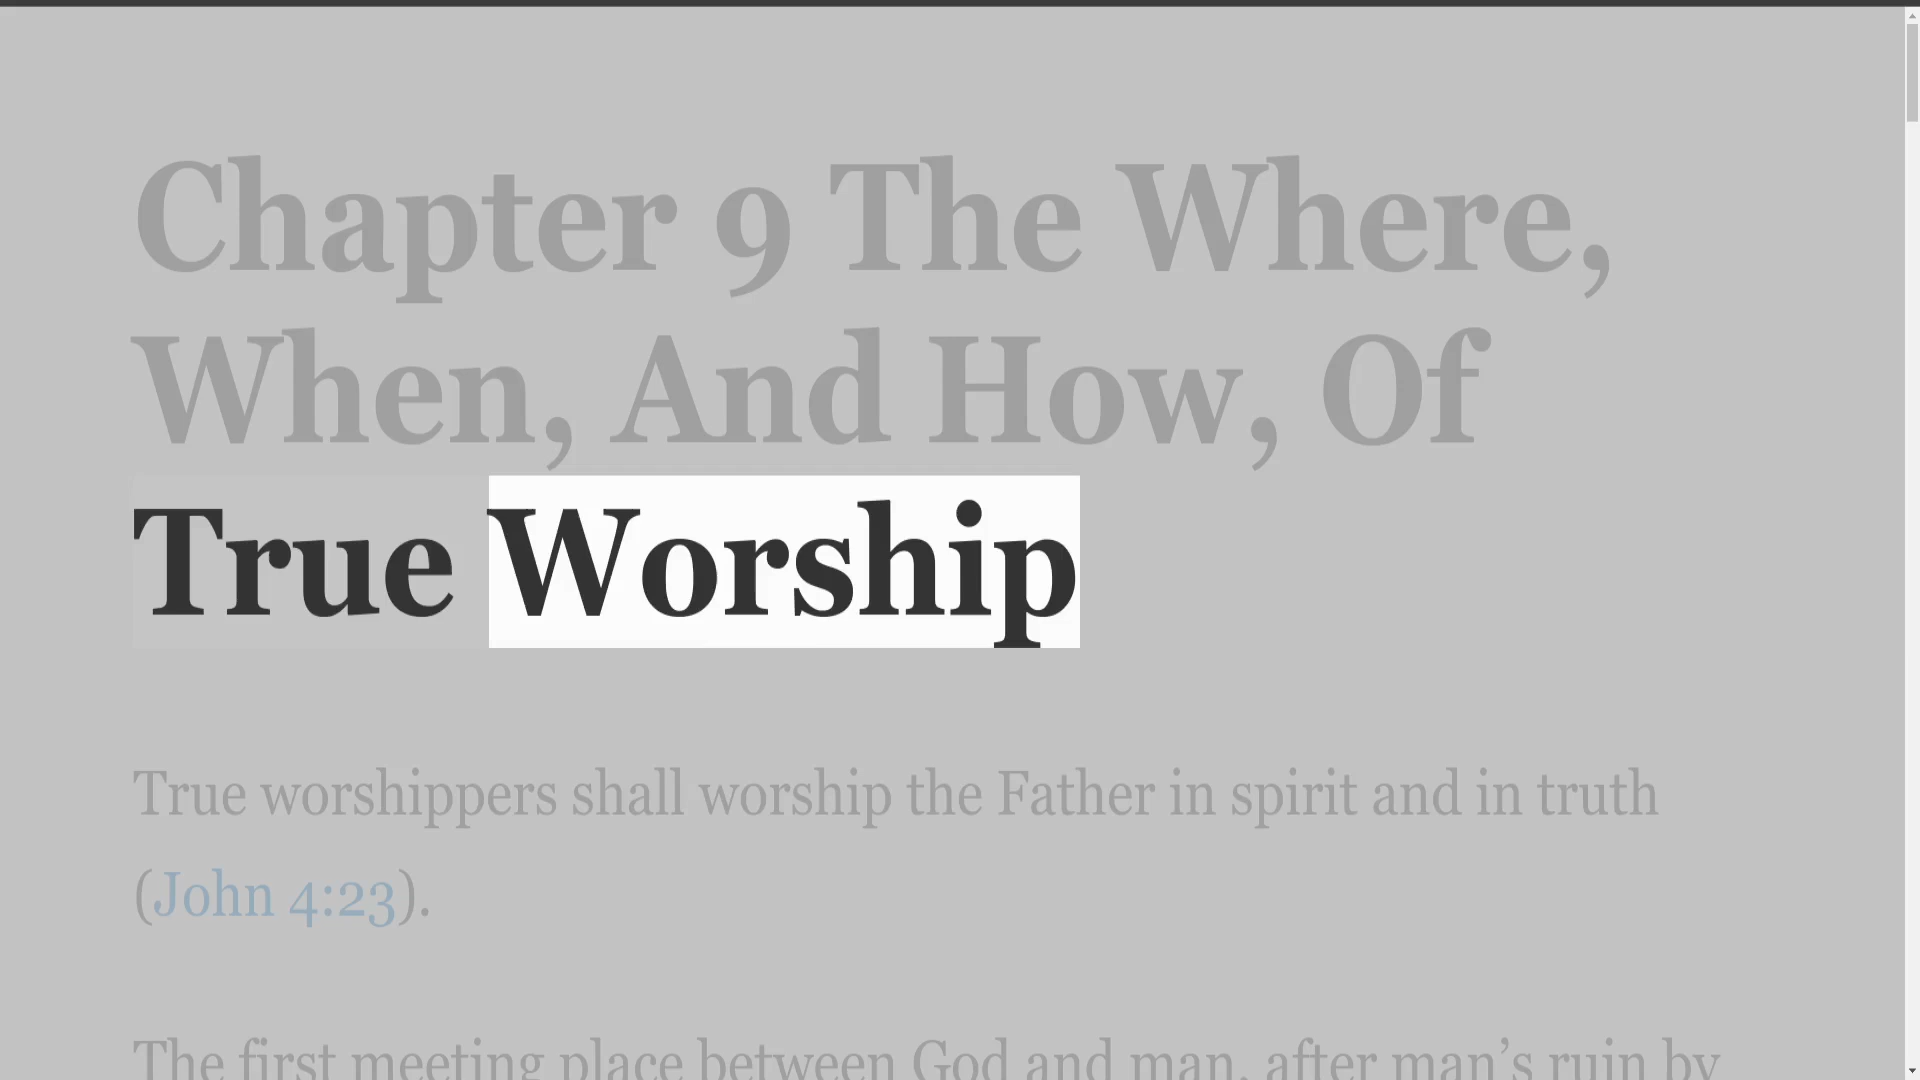 Chapter 9 The Where,
When, And How, Of
True Worship
True worshippers shall worship the Father in spirit and in truth
(John 4:23).
The first meeting place between God and man, after man’s ruin by